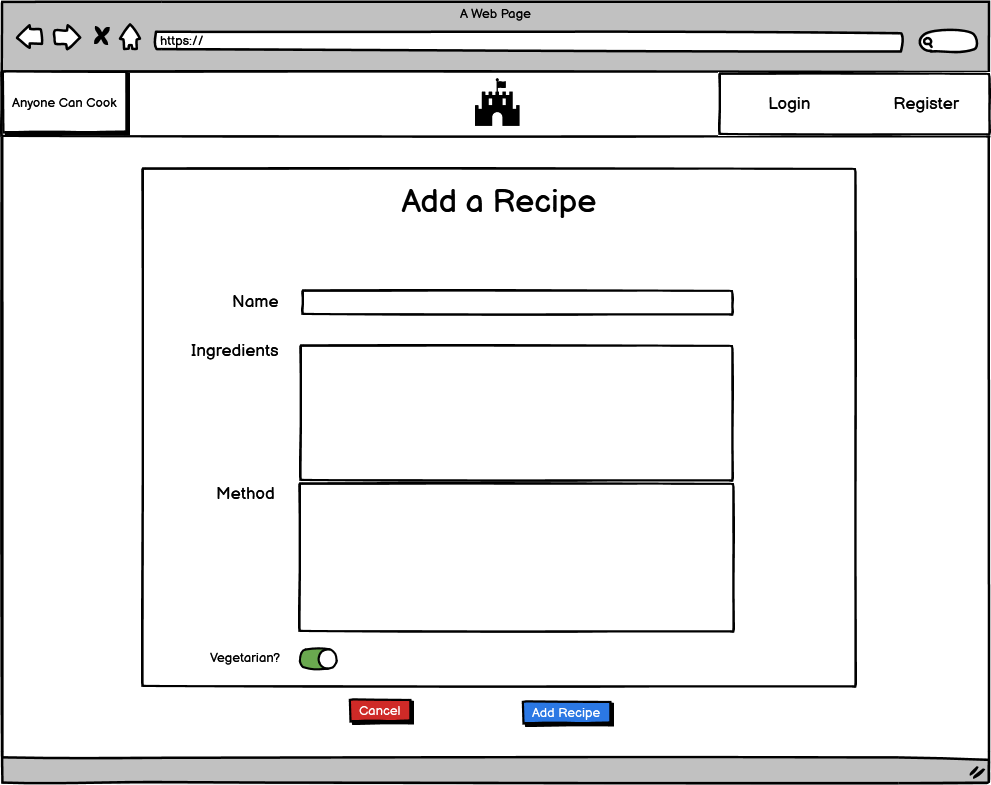 A Web Page
https://
Anyone Can Cook
Login
Register
Add a Recipe
Name
Ingredients
Method
Vegetarian?
Cancel
Add Recipe